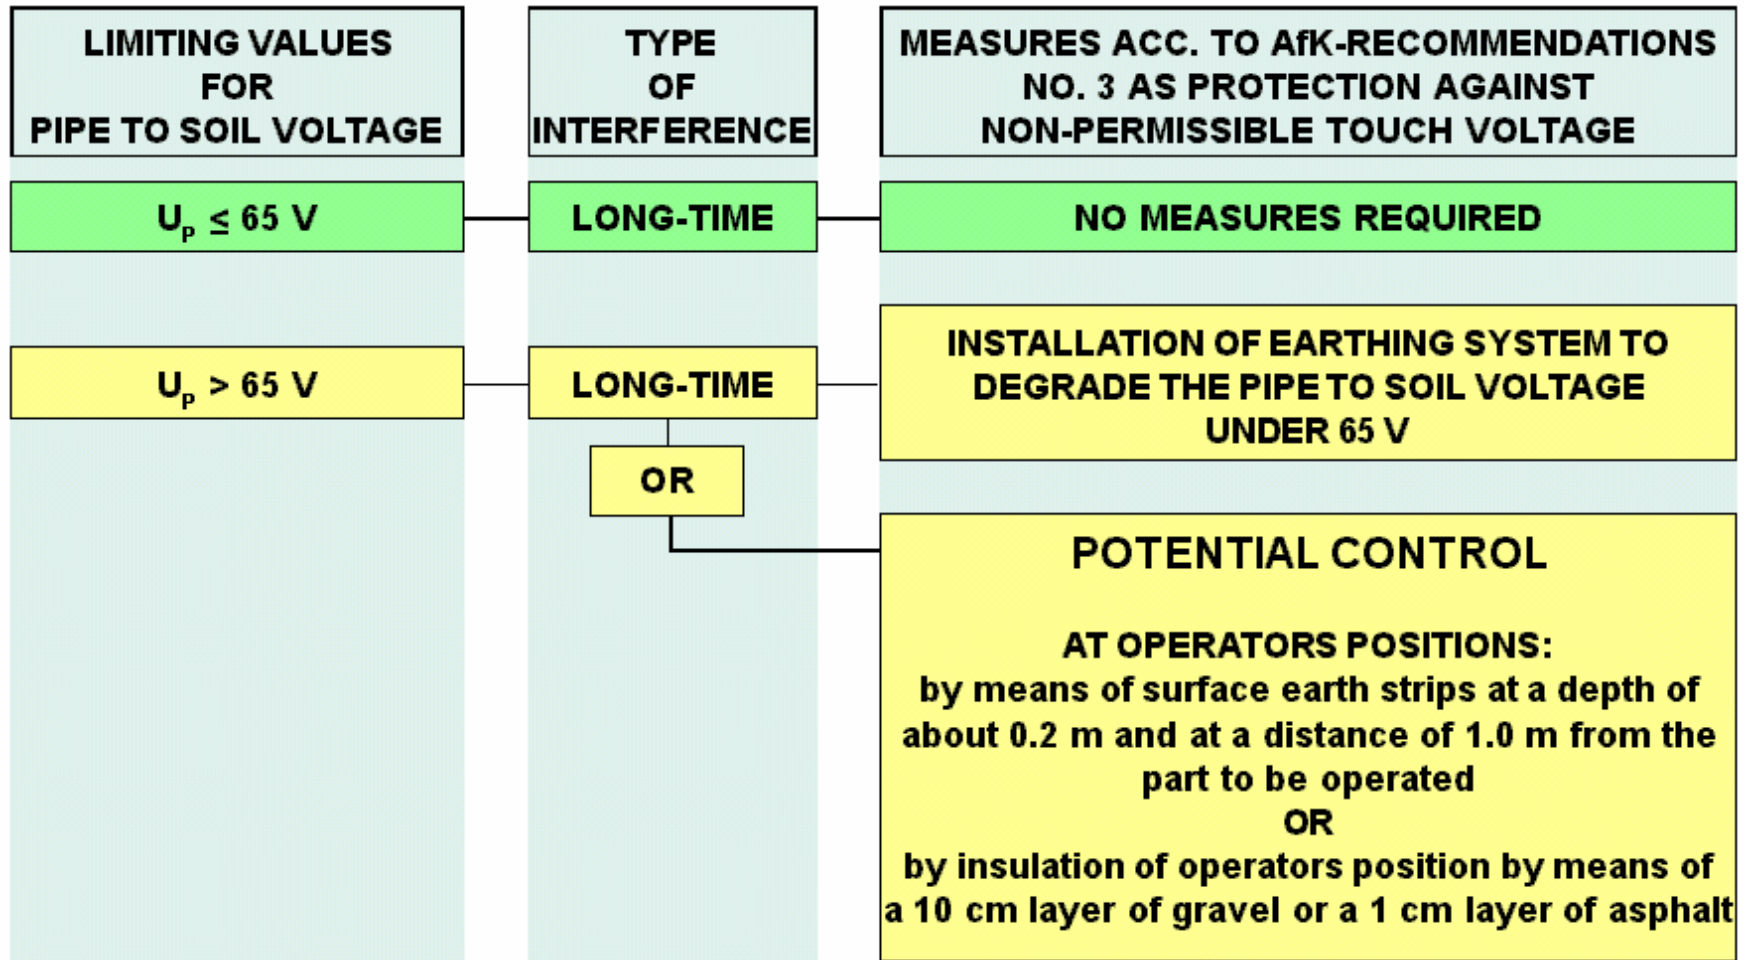 LIMITING VALUES
FOR
PIPE TO SOIL VOLTAGE
TYPE
OF
INTERFERENCE
MEASURES ACC. TO AfK-RECOMMENDATIONS
NO. 3 AS PROTECTION AGAINST
NON-PERMISSIBLE TOUCH VOLTAGE
Up ≤ 65 V
LONG-TIME
NO MEASURES REQUIRED
Up > 65 V
LONG-TIME
INSTALLATION OF EARTHING SYSTEM TO
DEGRADE THE PIPE TO SOIL VOLTAGE
UNDER 65 V
OR
POTENTIAL CONTROL
AT OPERATORS POSITIONS:
by means of surface earth strips at a depth of
about 0.2 m and at a distance of 1.0 m from the
part to be operated
OR
by insulation of operators position by means of
a 10 cm layer of gravel or a 1 cm layer of asphalt